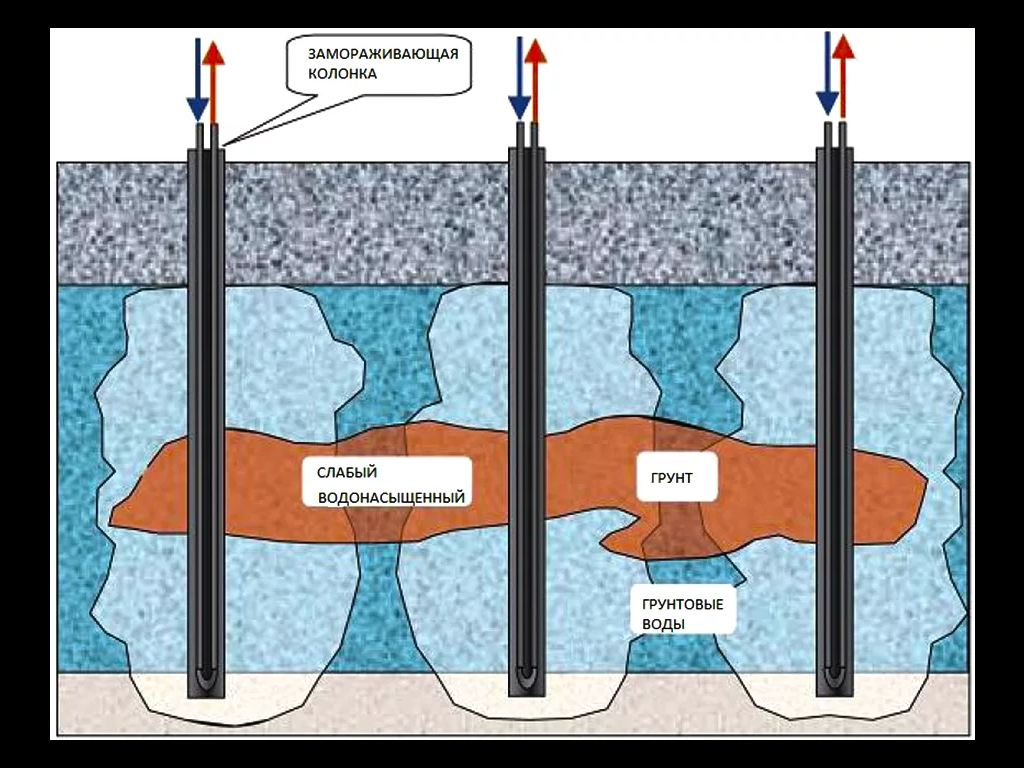 ЗАМОРАЖИВАЮЩАЯ
КОЛОНКА
СЛАБЫЙ
ВОДОНАСЫЩЕННЫЙ
ГРУНТ
ГРУНТОВЫЕ
ВОДЫ